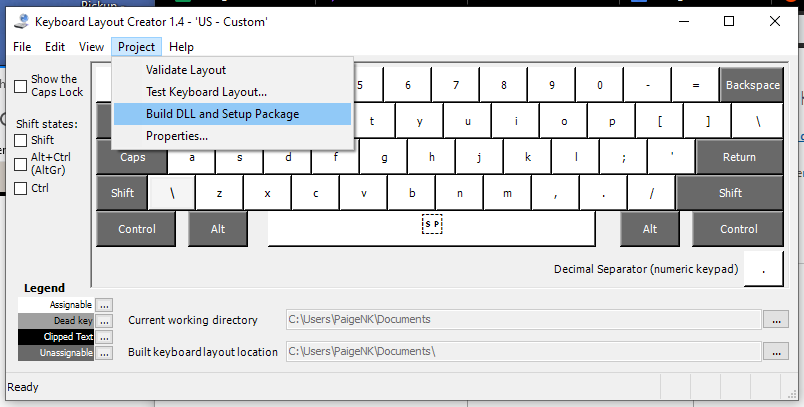 Pickup -
Keyboard Layout Creator 1.4 - 'US - Custom'
File Edit View Project Help
Validate Layout
Test Keyboard Layout...
Build DLL and Setup Package
Properties...
Show the
Caps Lock
Shift states:
Shift
Alt+Ctrl
(AltGr)
Ctrl
5 6 7 8 9 0 - = Backspace
t y u i o p [ ] \
Caps a s d f g h j k l ; ' Return
Shift \ z x c v b n m , . / Shift
Control Alt SP Alt Control
Decimal Separator (numeric keypad) .
Legend
Assignable ...
Dead key ...
Clipped Text ...
Unassignable ...
Current working directory C:\Users\PaigeNK\Documents ...
Built keyboard layout location C:\Users\PaigeNK\Documents\ ...
Ready